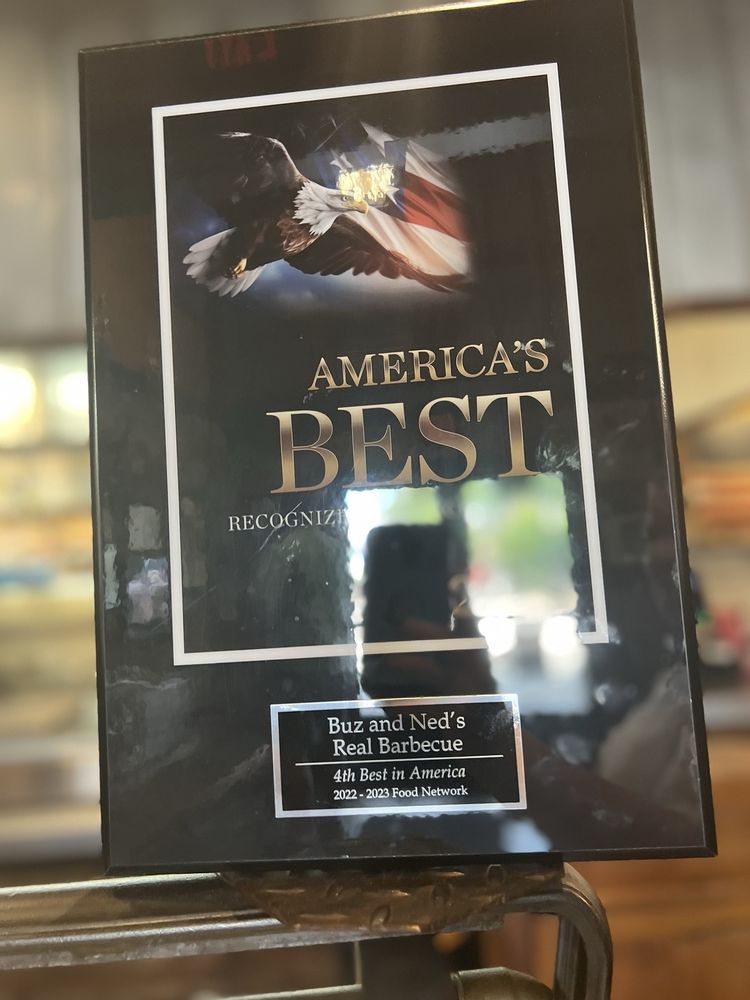 AMERICA'S
BEST
Buz and Ned's
Real Barbecue
4th Best in America
2022 - 2023 Food Network